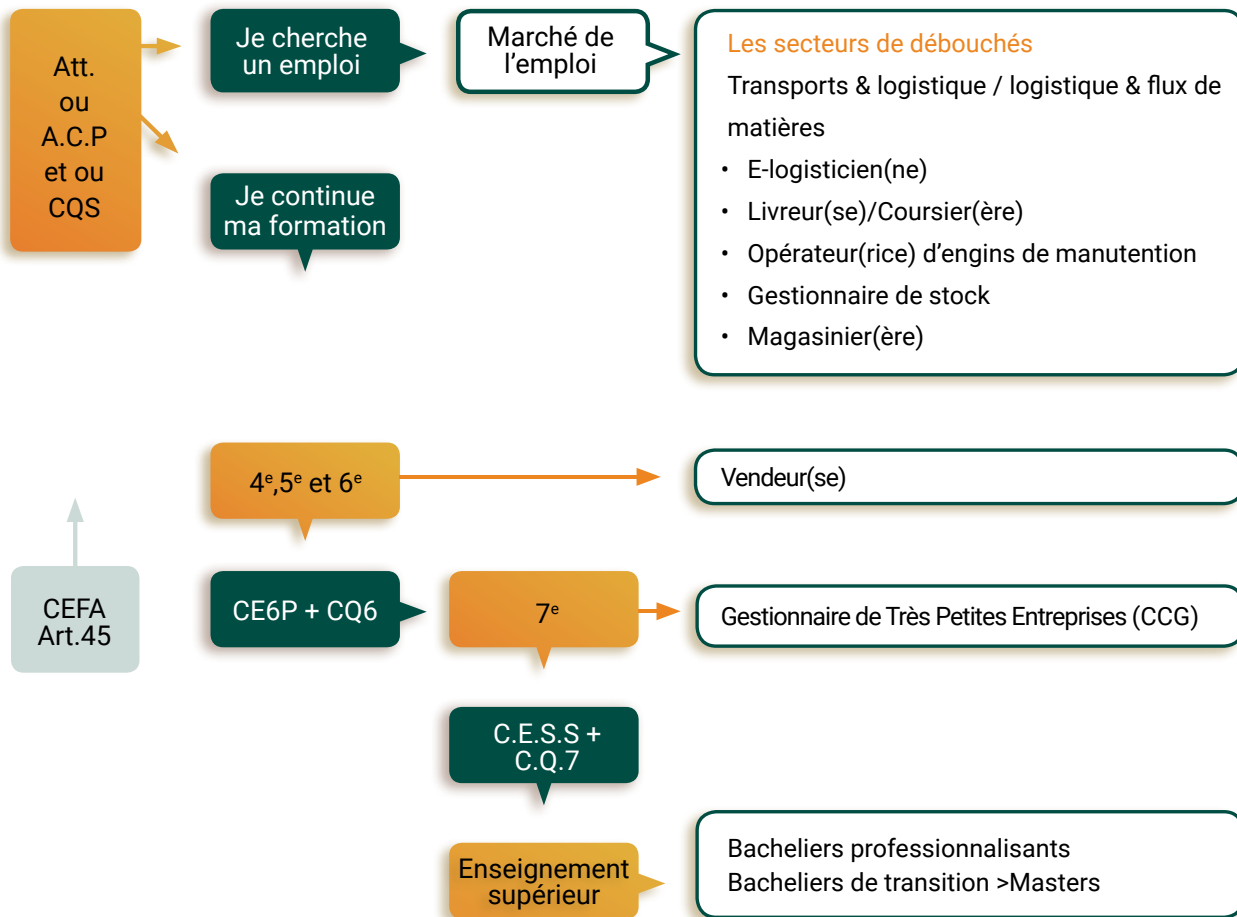 Att.
ou
A.C.P
et ou
CQS
Je cherche
un emploi
Marché de
l'emploi
Les secteurs de débouchés
Transports & logistique / logistique & flux de
matières
• E-logisticien(ne)
• Livreur(se)/Coursier(ère)
• Opérateur(rice) d'engins de manutention
• Gestionnaire de stock
• Magasinier(ère)
Je continue
ma formation
4e,5e et 6e
Vendeur(se)
CEFA
Art.45
CE6P + CQ6
7e
Gestionnaire de Très Petites Entreprises (CCG)
C.E.S.S +
C.Q.7
Enseignement
supérieur
Bacheliers professionnalisants
Bacheliers de transition >Masters